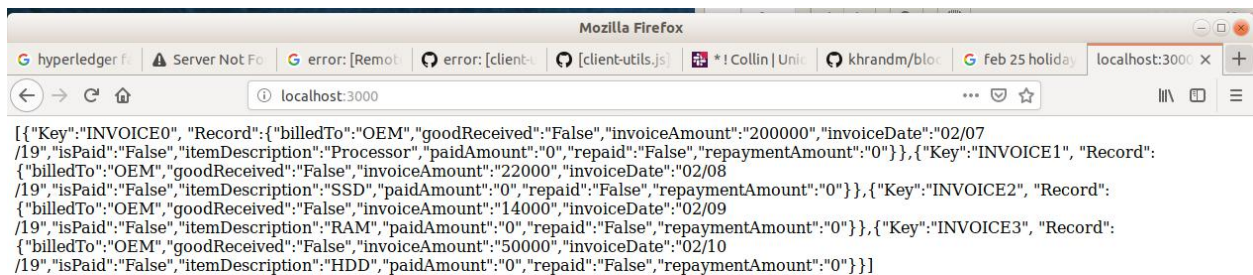 Mozilla Firefox
hyperledger fa
Server Not Fo
error: [Remot
error: [client-u
[client-utils.js]
*! Collin | Unic
khrandm/bloc
feb 25 holiday
localhost:3000
localhost:3000
[{"Key":"INVOICE0", "Record":{"billedTo":"OEM","goodReceived":"False","invoiceAmount":"200000","invoiceDate":"02/07
/19","isPaid":"False","itemDescription":"Processor","paidAmount":"0","repaid":"False","repaymentAmount":"0"}},{"Key":"INVOICE1", "Record":
{"billedTo":"OEM","goodReceived":"False","invoiceAmount":"22000","invoiceDate":"02/08
/19","isPaid":"False","itemDescription":"SSD","paidAmount":"0","repaid":"False","repaymentAmount":"0"}},{"Key":"INVOICE2", "Record":
{"billedTo":"OEM","goodReceived":"False","invoiceAmount":"14000","invoiceDate":"02/09
/19","isPaid":"False","itemDescription":"RAM","paidAmount":"0","repaid":"False","repaymentAmount":"0"}},{"Key":"INVOICE3", "Record":
{"billedTo":"OEM","goodReceived":"False","invoiceAmount":"50000","invoiceDate":"02/10
/19","isPaid":"False","itemDescription":"HDD","paidAmount":"0","repaid":"False","repaymentAmount":"0"}}]